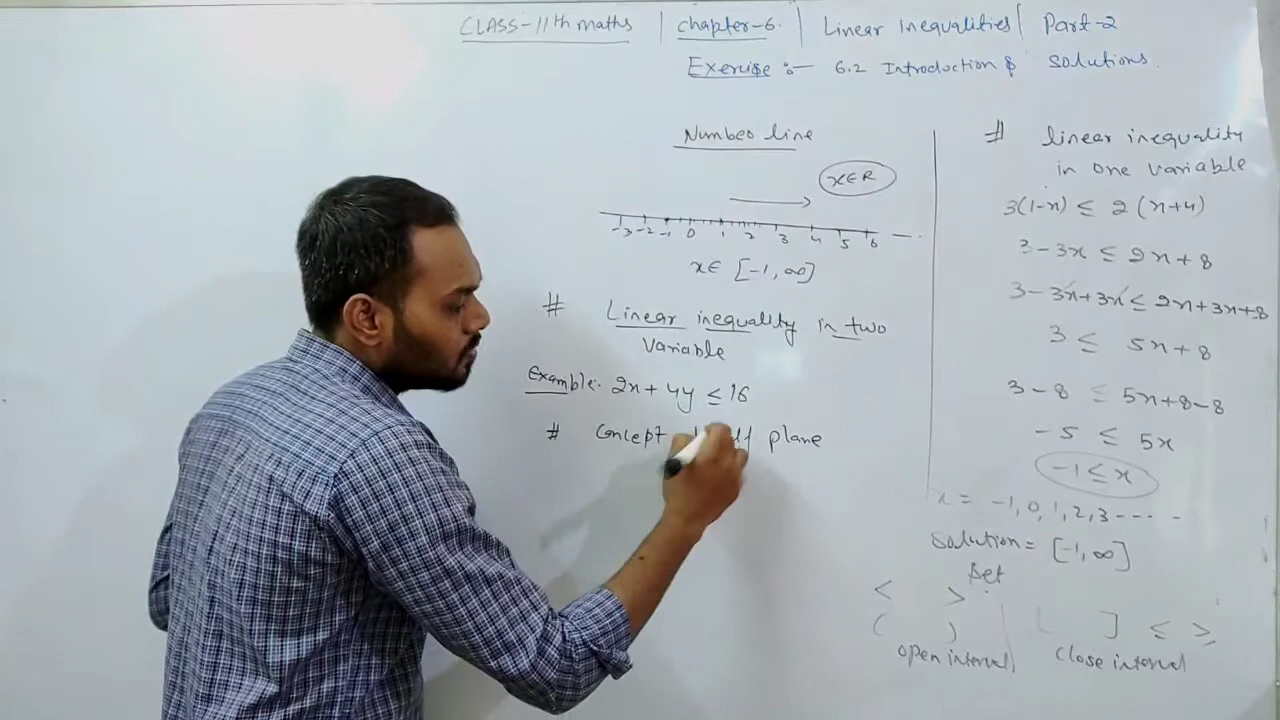 CLASS-11th maths | Chapter-6. | Linear Inequalities | Part-2
Exercise :- 6.2 Introduction & Solutions.
Number line
x∈R
-3 -2 -1 0 1 2 3 4 5 6 ---
x∈ [-1, ∞]
# Linear inequality in two
Variable
Example: 2x + 4y ≤ 16
# Concept plane
# linear inequality
in one variable
3(1-x) ≤ 2(x+4)
3-3x ≤ 2x+8
3-3x+3x ≤ 2x+3x+8
3 ≤ 5x+8
3-8 ≤ 5x+8-8
-5 ≤ 5x
-1 ≤ x
x = -1, 0, 1, 2, 3 ----
Solution = [-1, ∞]
Set
< >
( )
open interval
[ ] ≤ ≥
close interval